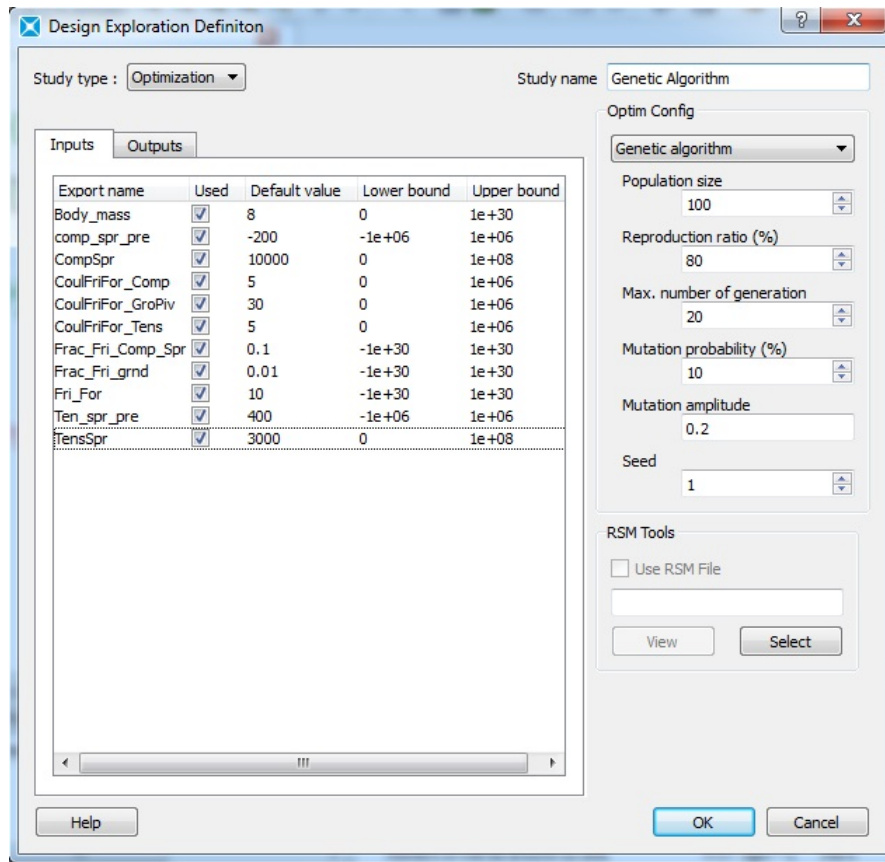 Design Exploration Definiton
Study type : Optimization
Study name Genetic Algorithm
Inputs Outputs
Export name Used Default value Lower bound Upper bound
Body_mass 8 0 1e+30
comp_spr_pre -200 -1e+06 1e+06
CompSpr 10000 0 1e+08
CoulFriFor_Comp 5 0 1e+06
CoulFriFor_GroPiv 30 0 1e+06
CoulFriFor_Tens 5 0 1e+06
Frac_Fri_Comp_Spr 0.1 -1e+30 1e+30
Frac_Fri_grnd 0.01 -1e+30 1e+30
Fri_For 10 -1e+30 1e+30
Ten_spr_pre 400 -1e+06 1e+06
TensSpr 3000 0 1e+08
Optim Config
Genetic algorithm
Population size
100
Reproduction ratio (%)
80
Max. number of generation
20
Mutation probability (%)
10
Mutation amplitude
0.2
Seed
1
RSM Tools
Use RSM File
View Select
Help OK Cancel